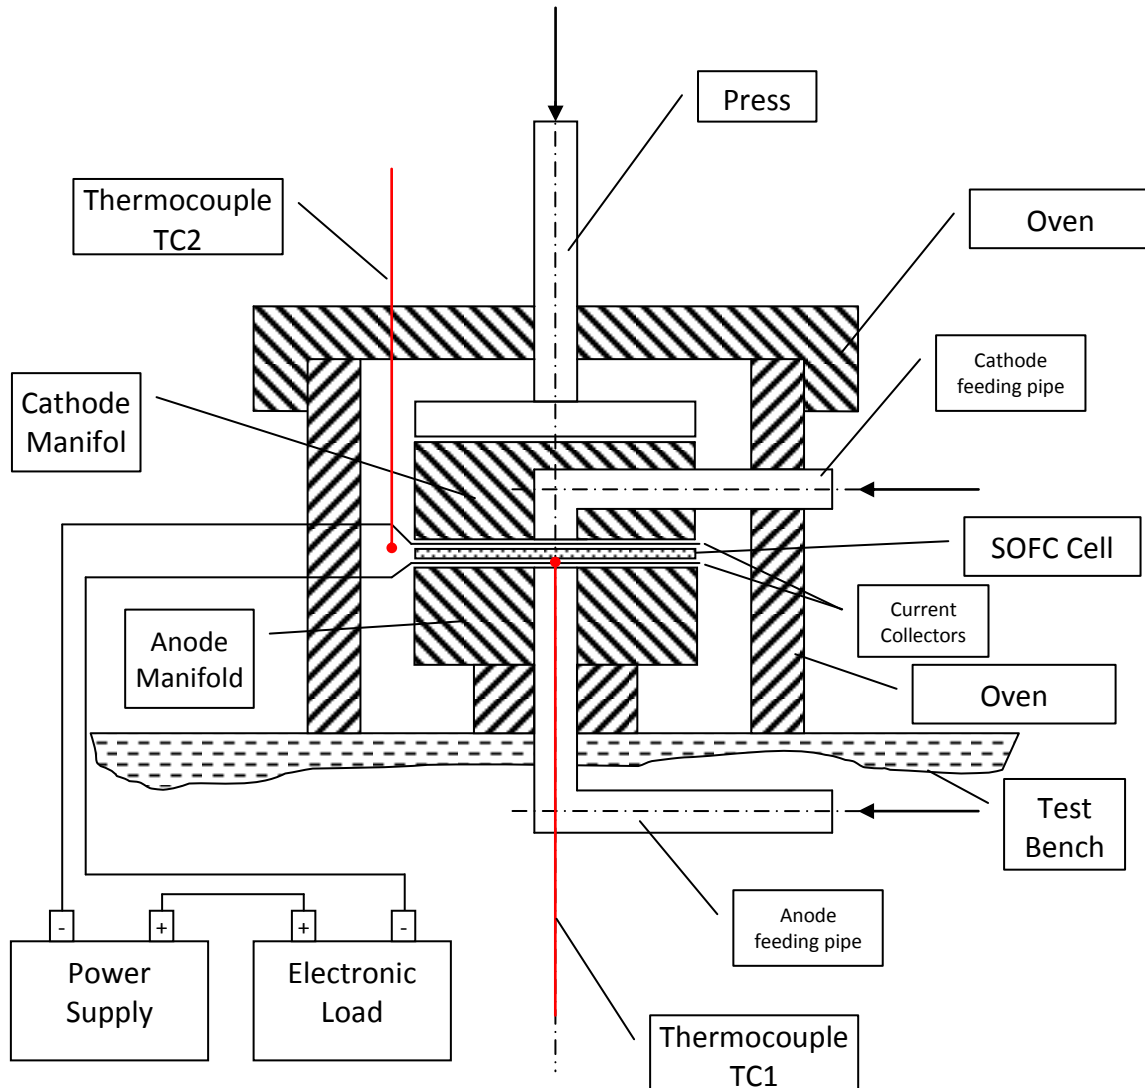 Press
Thermocouple
TC2
Oven
Cathode
feeding pipe
Cathode
Manifol
SOFC Cell
Current
Collectors
Anode
Manifold
Oven
Test
Bench
Anode
feeding pipe
- + + -
Power
Supply
Electronic
Load
Thermocouple
TC1